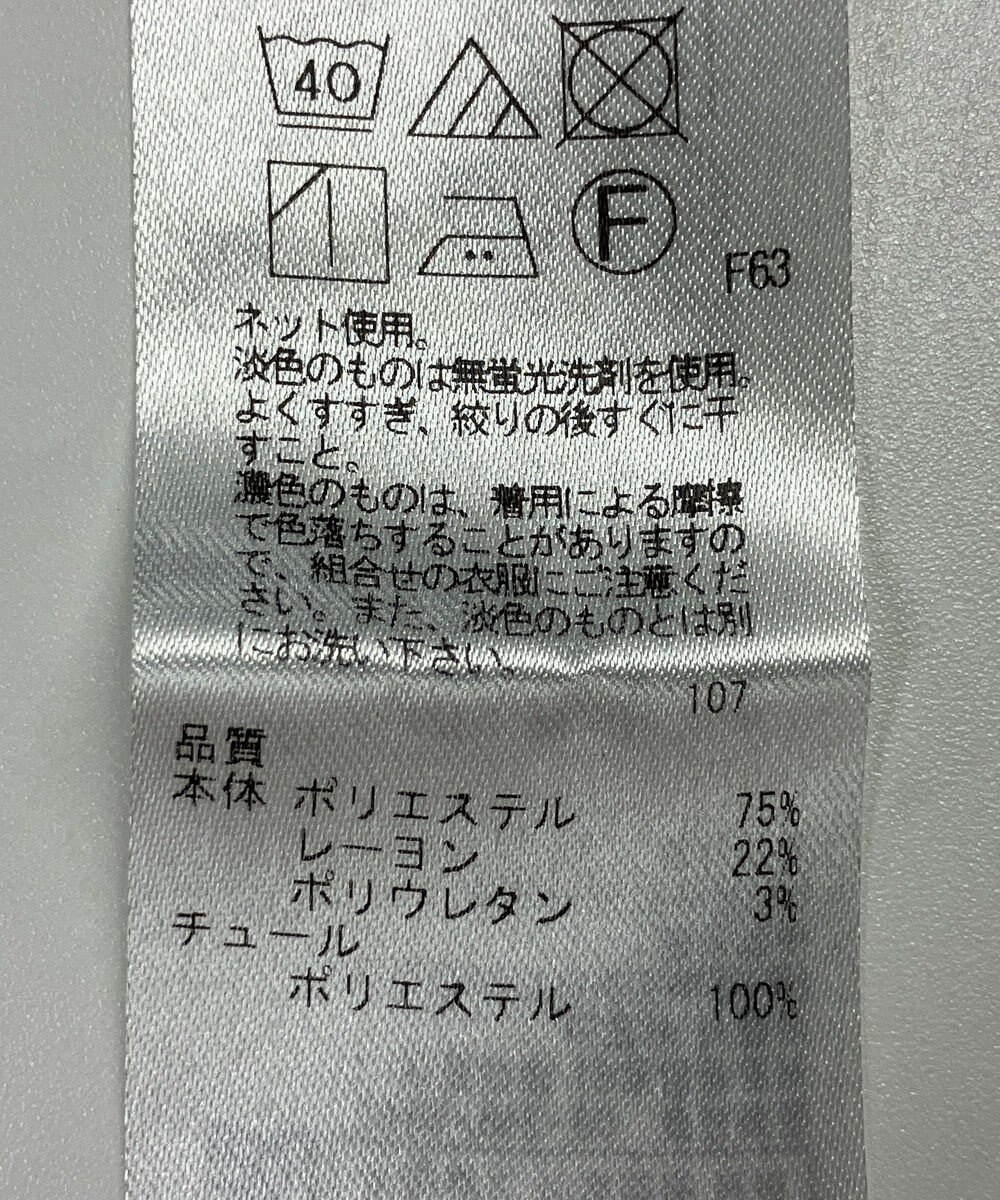 40
F
F63
ネット使用。
淡色のものは無蛍光洗剤を使用。
よくすすぎ、絞りの後すぐに干
すこと。
濃色のものは、着用による摩擦
で色落ちすることがありますの
で、組合せの衣服にご注意くだ
さい。また、淡色のものとは別
にお洗い下さい。
107
品質
本体 ポリエステル 75%
レーヨン 22%
ポリウレタン 3%
チュール
ポリエステル 100%